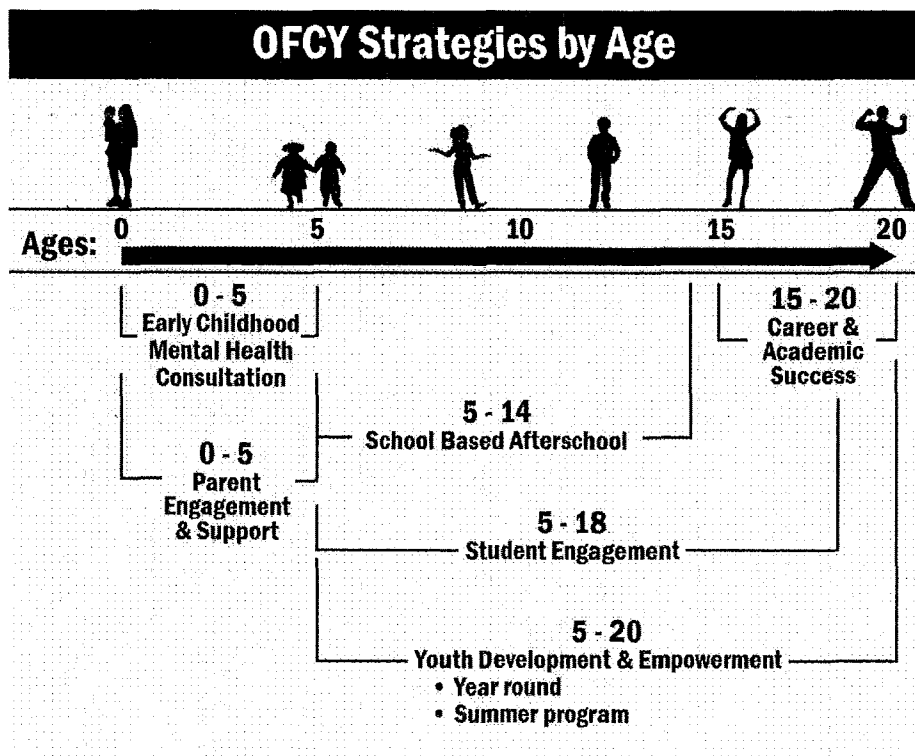 OFCY Strategies by Age
Ages: 0 5 10 15 20
0 - 5
Early Childhood
Mental Health
Consultation
15 - 20
Career &
Academic
Success
5 - 14
School Based Afterschool
0 - 5
Parent
Engagement
& Support
5 - 18
Student Engagement
5 - 20
Youth Development & Empowerment
• Year round
• Summer program